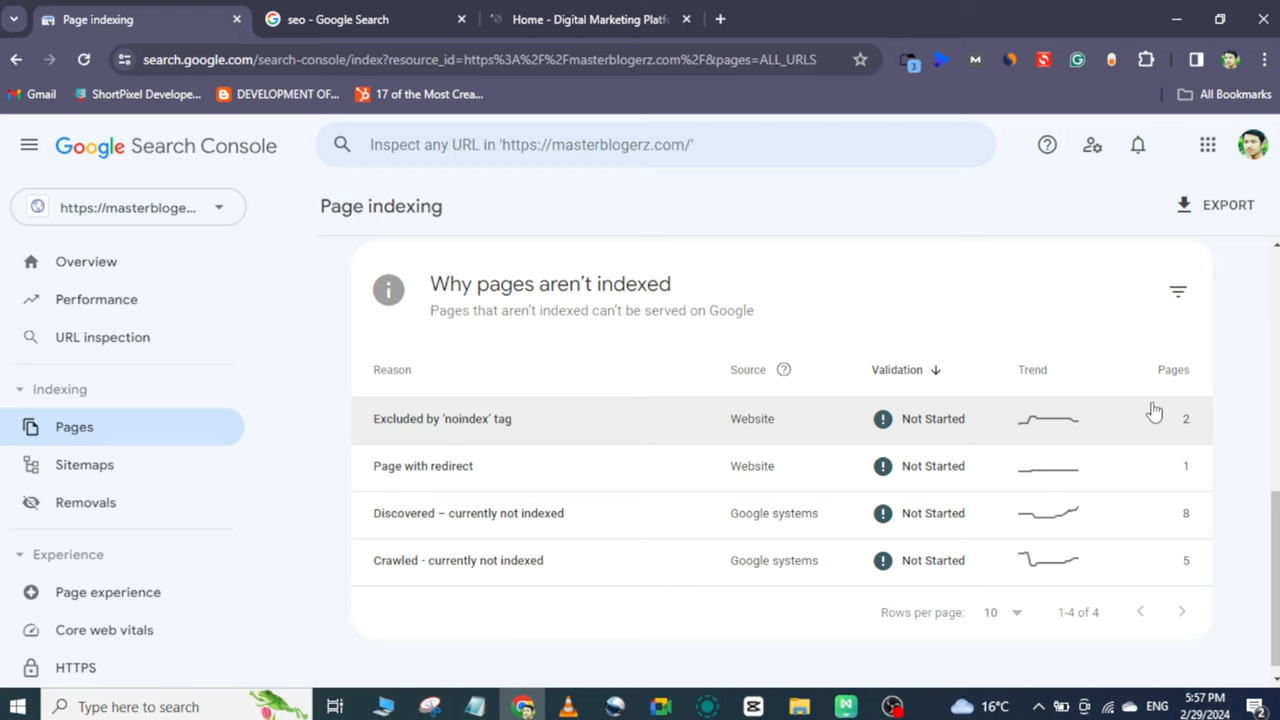 Page indexing
seo - Google Search
Home - Digital Marketing Platf
search.google.com/search-console/index?resource_id=https%3A%2F%2Fmasterblogerz.com%2F&pages=ALL_URLS
3
Gmail
ShortPixel Develope...
DEVELOPMENT OF...
17 of the Most Crea...
All Bookmarks
Google Search Console
Inspect any URL in 'https://masterblogerz.com/'
https://masterbloge...
Page indexing
EXPORT
Overview
Performance
URL inspection
Indexing
Pages
Sitemaps
Removals
Experience
Page experience
Core web vitals
HTTPS
Why pages aren't indexed
Pages that aren't indexed can't be served on Google
Reason Source Validation Trend Pages
Excluded by 'noindex' tag Website Not Started 2
Page with redirect Website Not Started 1
Discovered – currently not indexed Google systems Not Started 8
Crawled - currently not indexed Google systems Not Started 5
Rows per page: 10 1-4 of 4
Type here to search
16°C
ENG
5:57 PM
2/29/2024
2